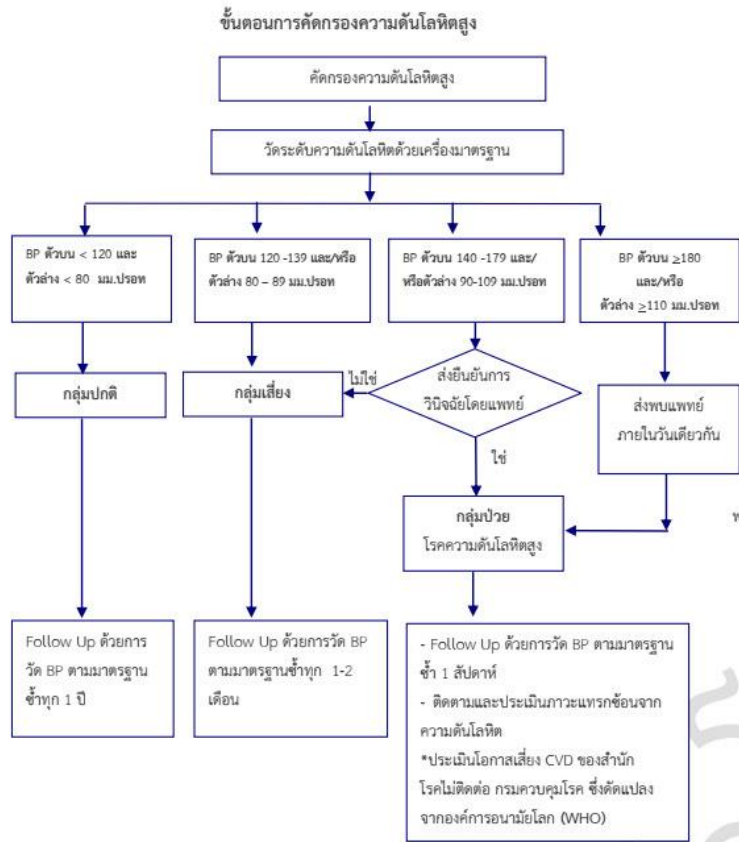 ขั้นตอนการคัดกรองความดันโลหิตสูง
คัดกรองความดันโลหิตสูง
วัดระดับความดันโลหิตด้วยเครื่องมาตรฐาน
BP ตัวบน < 120 และ
ตัวล่าง < 80 มม.ปรอท
BP ตัวบน 120 -139 และ/หรือ
ตัวล่าง 80 – 89 มม.ปรอท
BP ตัวบน 140 -179 และ/
หรือตัวล่าง 90-109 มม.ปรอท
BP ตัวบน ≥180
และ/หรือ
ตัวล่าง ≥110 มม.ปรอท
กลุ่มปกติ
กลุ่มเสี่ยง
ไม่ใช่
ส่งยืนยันการ
วินิจฉัยโดยแพทย์
ส่งพบแพทย์
ภายในวันเดียวกัน
ใช่
กลุ่มป่วย
โรคความดันโลหิตสูง
พ
Follow Up ด้วยการ
วัด BP ตามมาตรฐาน
ซ้ำทุก 1 ปี
Follow Up ด้วยการวัด BP
ตามมาตรฐานซ้ำทุก 1-2
เดือน
- Follow Up ด้วยการวัด BP ตามมาตรฐาน
ซ้ำ 1 สัปดาห์
- ติดตามและประเมินภาวะแทรกซ้อนจาก
ความดันโลหิต
*ประเมินโอกาสเสี่ยง CVD ของสำนัก
โรคไม่ติดต่อ กรมควบคุมโรค ซึ่งดัดแปลง
จากองค์การอนามัยโลก (WHO)